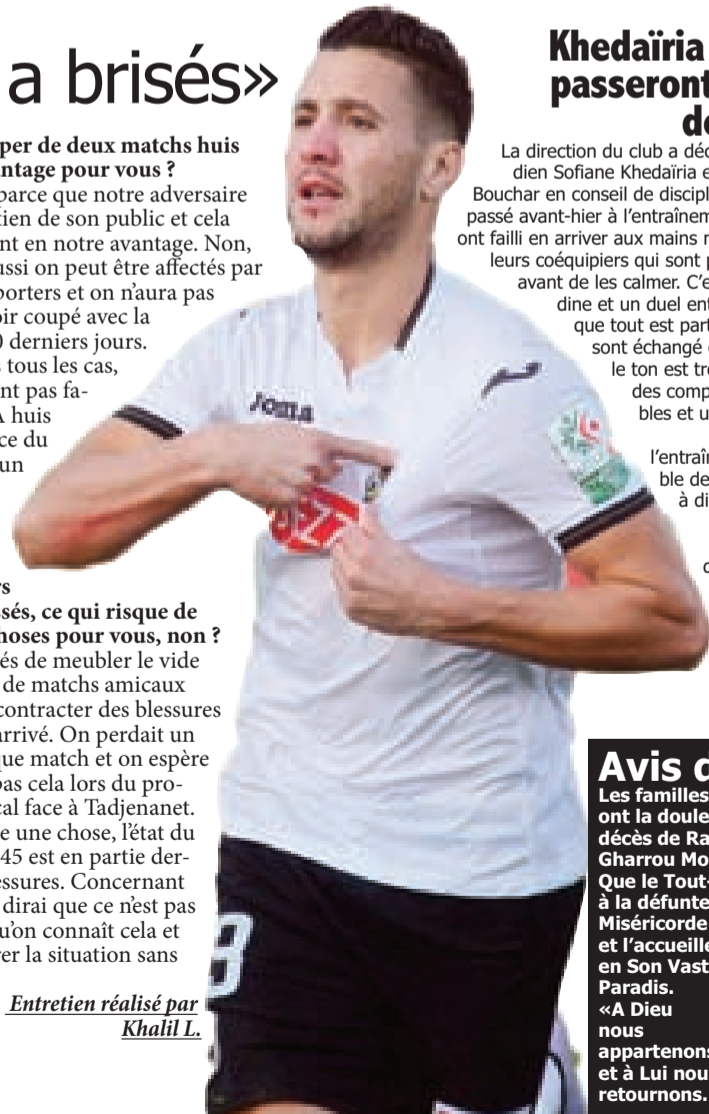 a brisés»
per de deux matchs huis
ntage pour vous ?
parce que notre adversaire
tien de son public et cela
nt en notre avantage. Non,
ussi on peut être affectés par
porters et on n’aura pas
oir coupé avec la
0 derniers jours.
s tous les cas,
nt pas fa-
A huis
ce du
un
rs
ssés, ce qui risque de
hoses pour vous, non ?
és de meubler le vide
de matchs amicaux
contracter des blessures
arrivé. On perdait un
que match et on espère
pas cela lors du pro-
cal face à Tadjenanet.
e une chose, l’état du
45 est en partie der-
essures. Concernant
dirai que ce n’est pas
u’on connaît cela et
rer la situation sans
Entretien réalisé par
Khalil L.
Joma
8
Khedaïria
passeront
de
La direction du club a déc
dien Sofiane Khedaïria e
Bouchar en conseil de discipl
passé avant-hier à l’entraînem
ont failli en arriver aux mains n
leurs coéquipiers qui sont p
avant de les calmer. C’e
dine et un duel ent
que tout est part
sont échangé d
le ton est tro
des comp
bles et u
l’entraîn
ble de
à di
Avis d
Les familles
ont la doule
décès de Ra
Gharrou Mo
Que le Tout-
à la défunte
Miséricorde
et l’accueille
en Son Vast
Paradis.
«A Dieu
nous
appartenons
et à Lui nou
retournons.